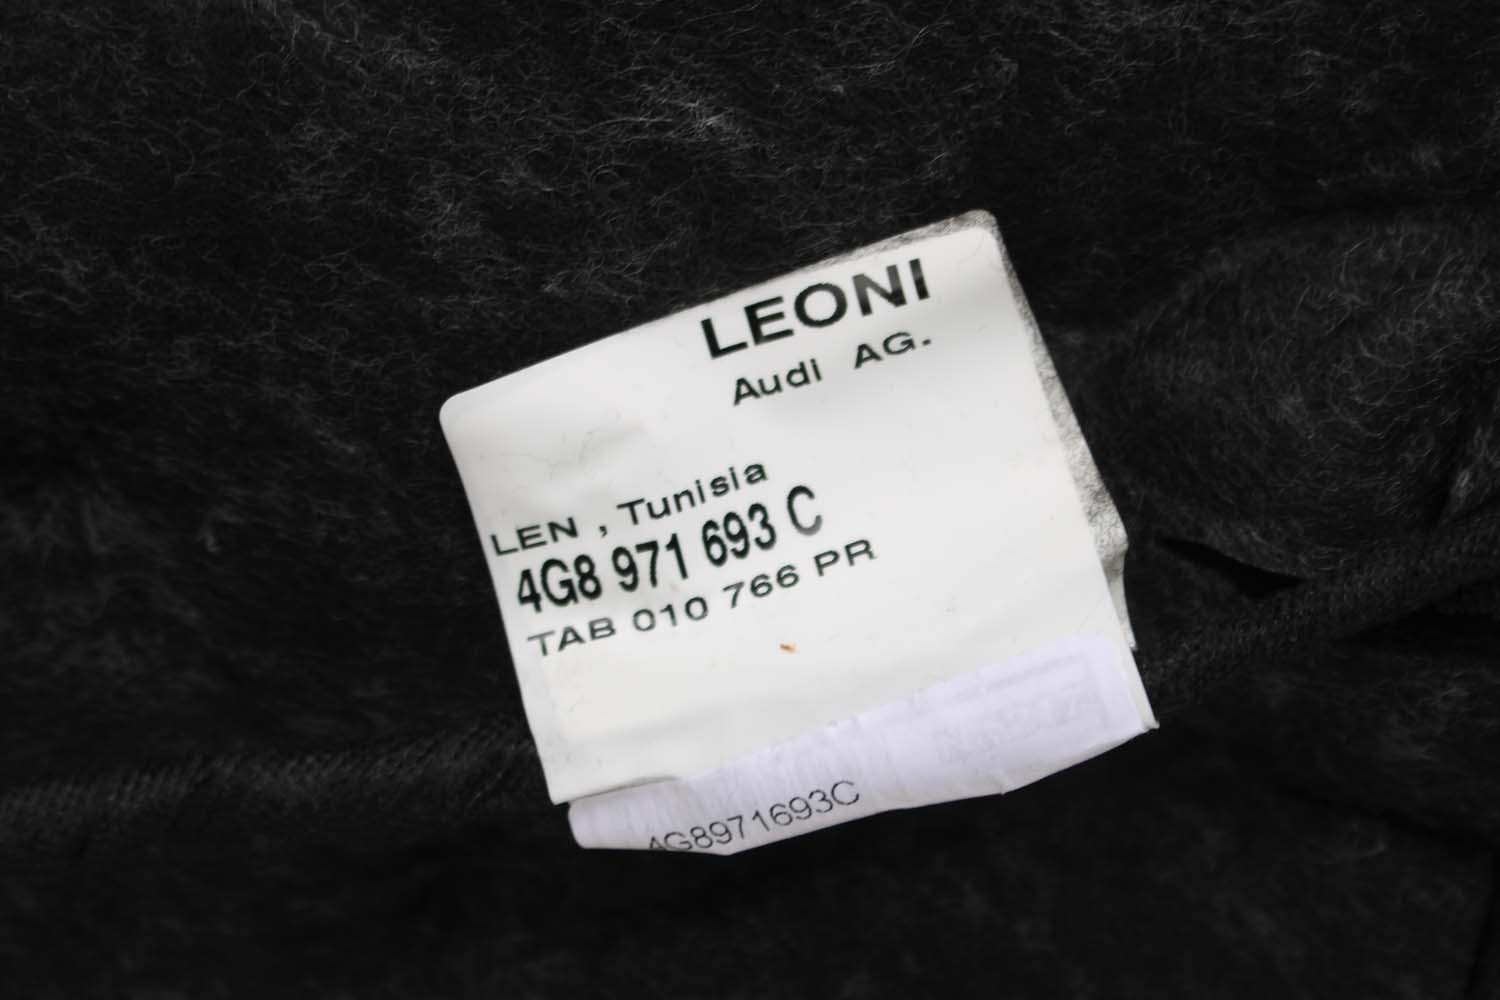 LEONI
Audi AG.
LEN , Tunisia
4G8 971 693 C
TAB 010 766 PR
4G8971693C